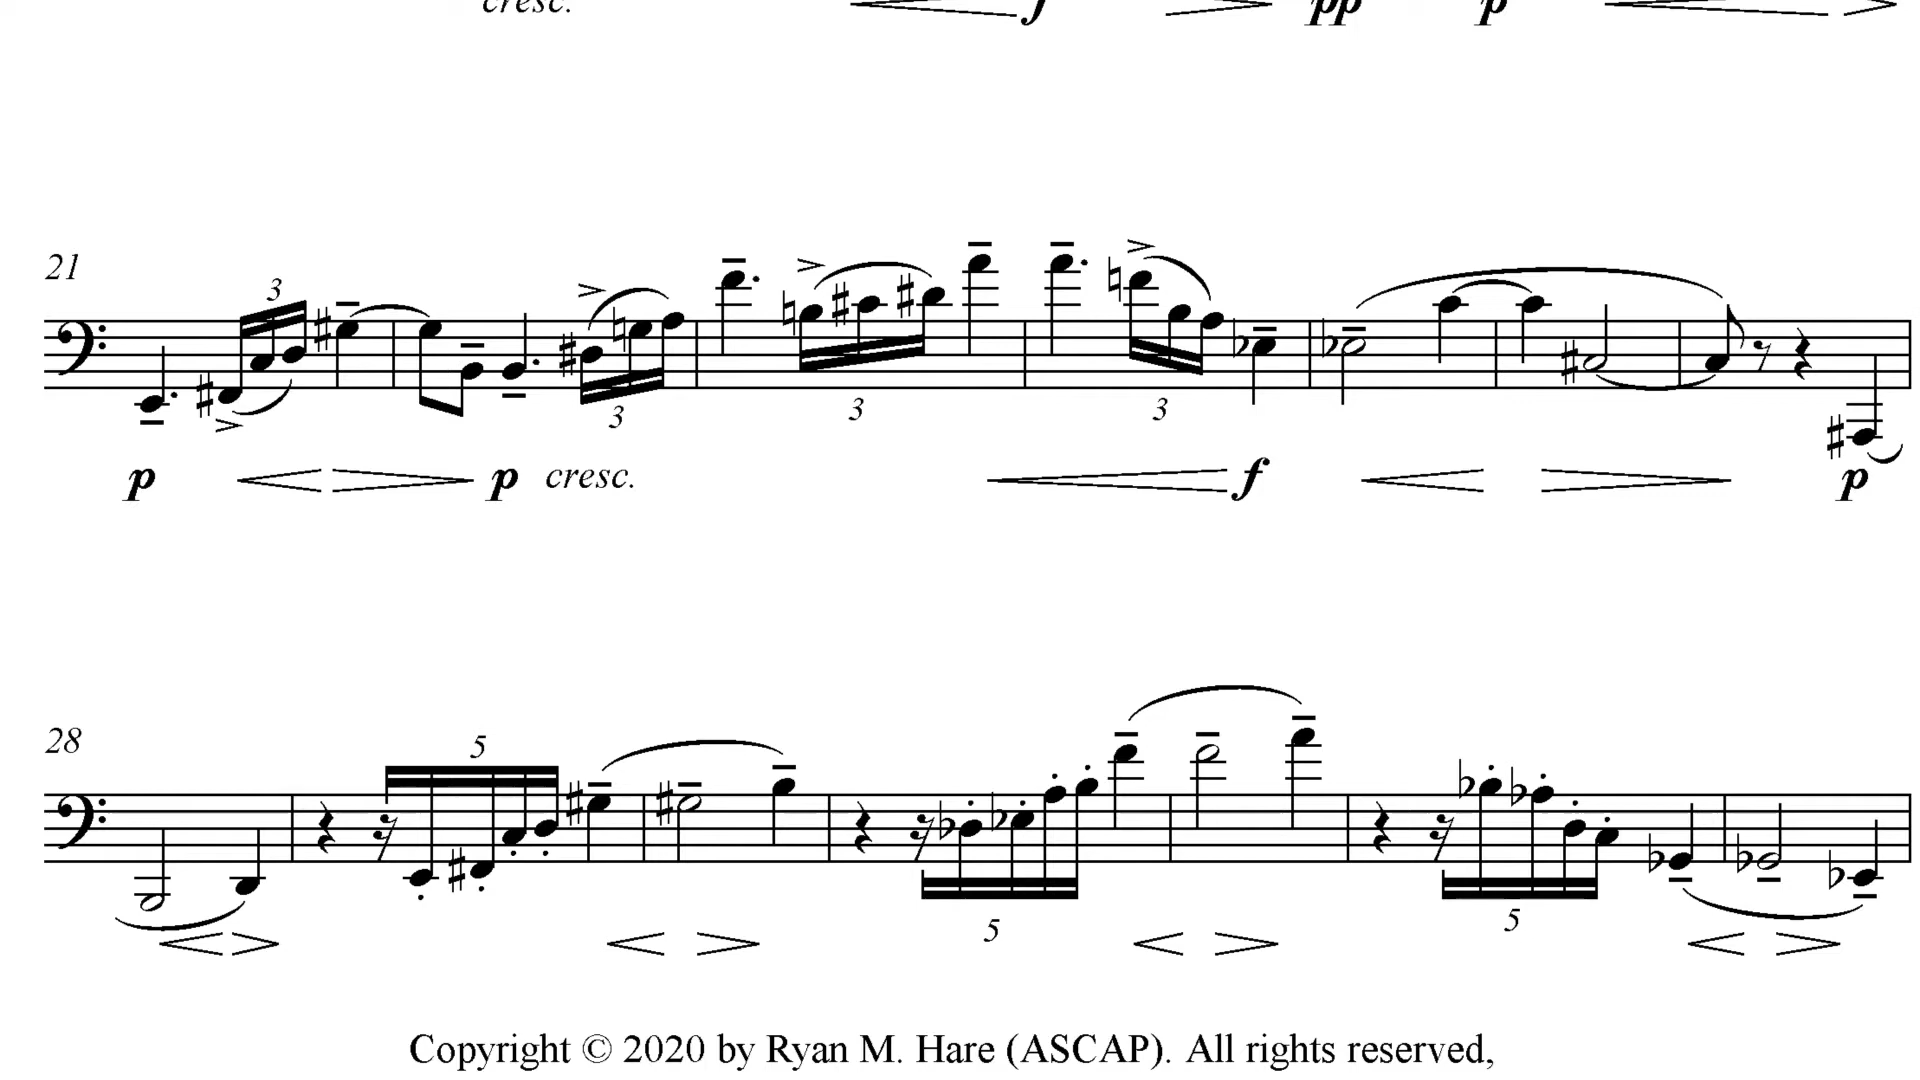 cresc. f pp p
21
3
3 3 3
p p cresc. f p
28
5
5 5
Copyright © 2020 by Ryan M. Hare (ASCAP). All rights reserved,